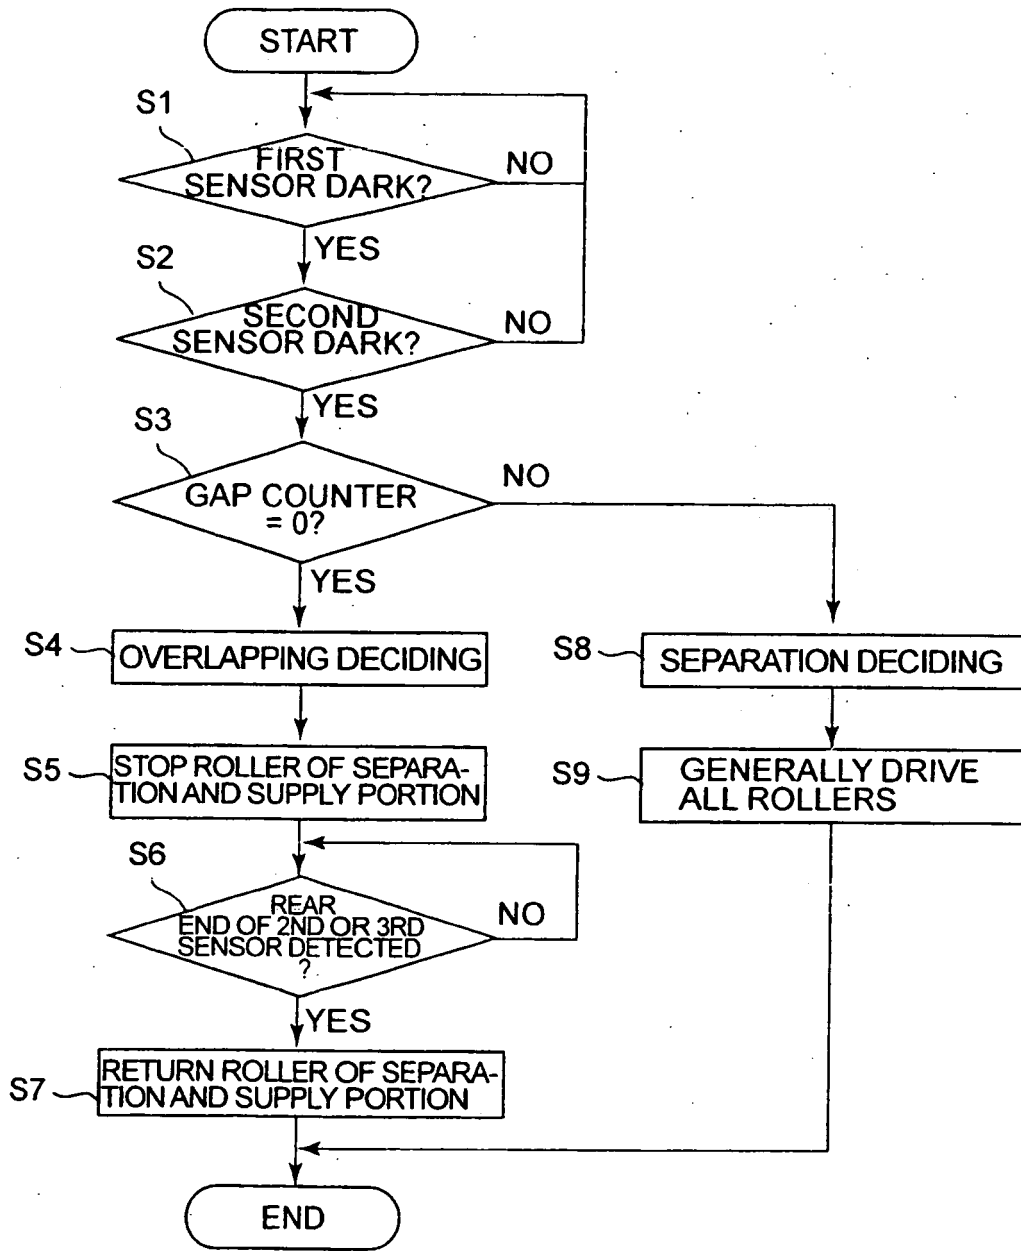 START
S1
FIRST
SENSOR DARK?
NO
YES
S2
SECOND
SENSOR DARK?
NO
YES
S3
GAP COUNTER
= 0?
NO
YES
S4
OVERLAPPING DECIDING
S8
SEPARATION DECIDING
S5
STOP ROLLER OF SEPARA-
TION AND SUPPLY PORTION
S9
GENERALLY DRIVE
ALL ROLLERS
S6
REAR
END OF 2ND OR 3RD
SENSOR DETECTED
?
NO
YES
S7
RETURN ROLLER OF SEPARA-
TION AND SUPPLY PORTION
END